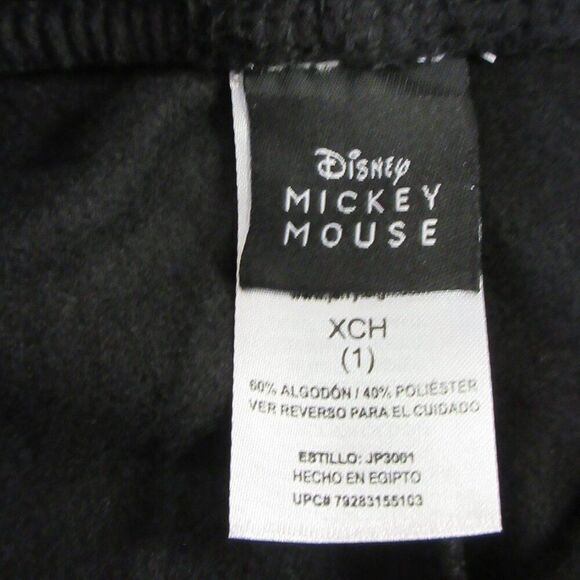 Disney
MICKEY
MOUSE
XCH
(1)
60% ALGODÓN / 40% POLIÉSTER
VER REVERSO PARA EL CUIDADO
ESTILLO: JP3001
HECHO EN EGIPTO
UPC# 79283155103